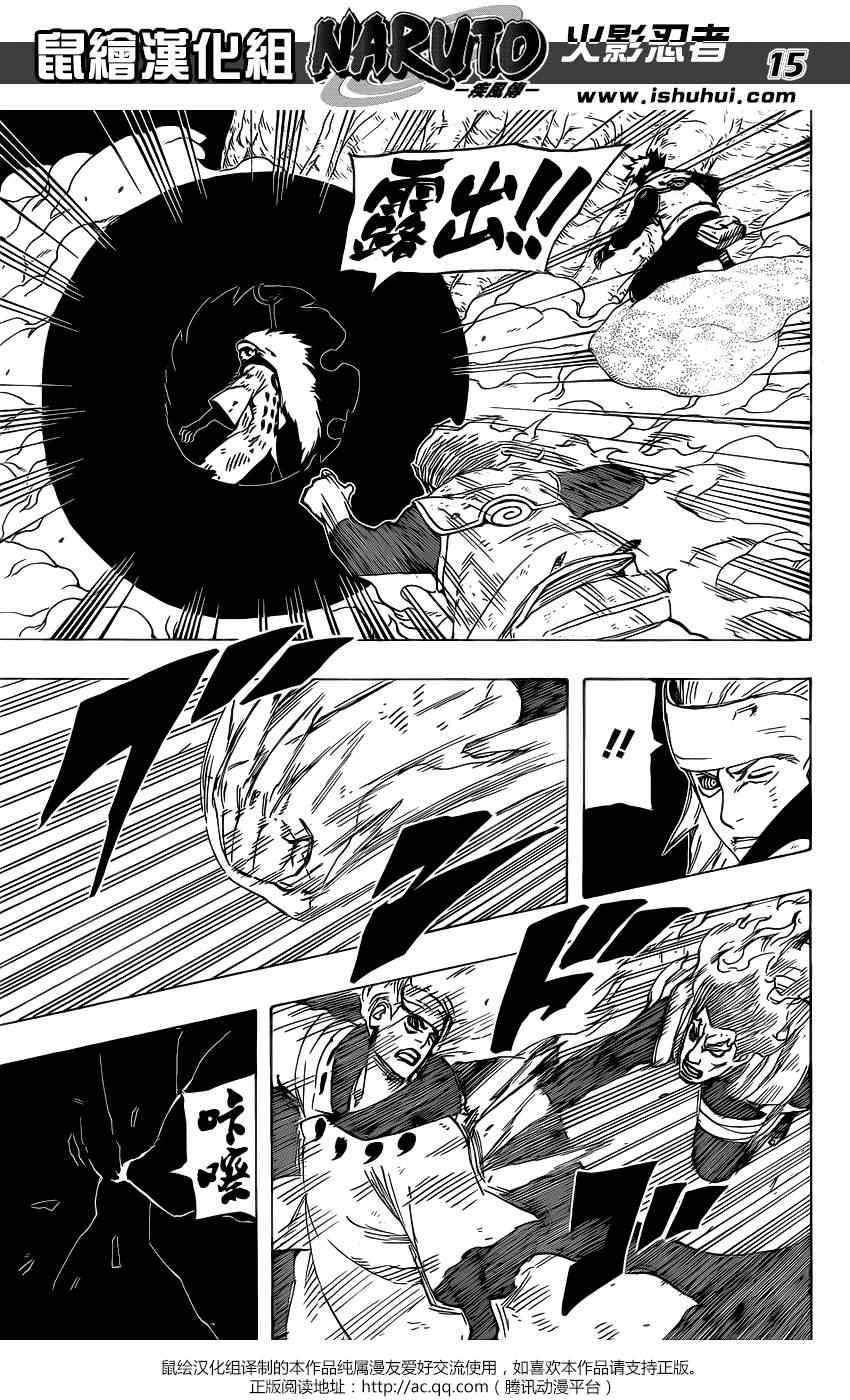 鼠繪漢化組 NARUTO 火影忍者 15
─疾風傳─
www.ishuhui.com
露出!!
!!
咔嚓
鼠绘汉化组译制的本作品纯属漫友爱好交流使用，如喜欢本作品请支持正版。
正版阅读地址：http://ac.qq.com（腾讯动漫平台）